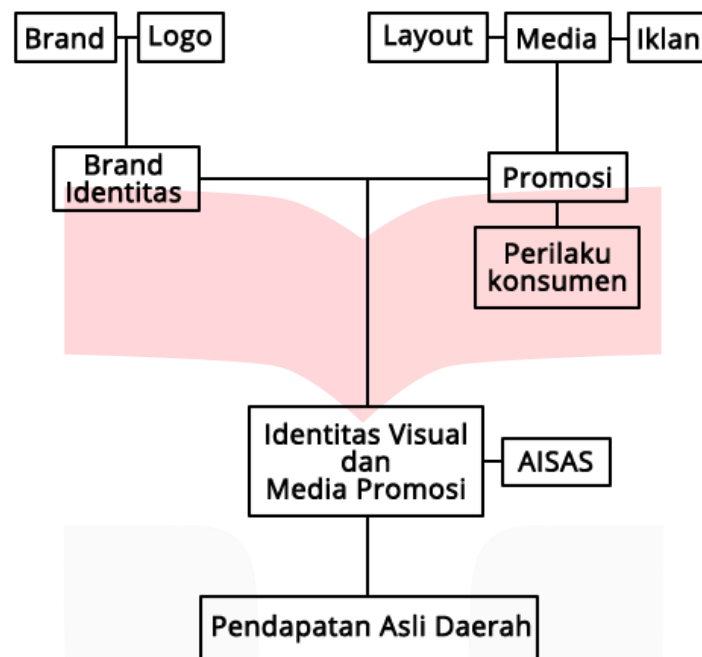 Brand
Logo
Layout
Media
Iklan
Brand
Identitas
Promosi
Perilaku
konsumen
Identitas Visual
dan
Media Promosi
AISAS
Pendapatan Asli Daerah